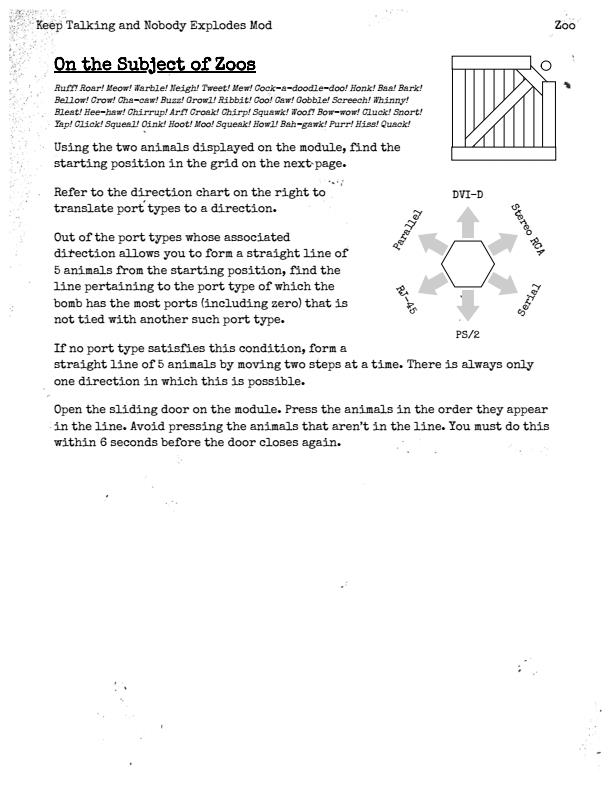 Keep Talking and Nobody Explodes Mod
Zoo
On the Subject of Zoos
Ruff! Roar! Meow! Warble! Neigh! Tweet! Mew! Cock-a-doodle-doo! Honk! Baa! Bark!
Bellow! Crow! Cha-caw! Buzz! Growl! Ribbit! Coo! Caw! Gobble! Screech! Whinny!
Bleat! Hee-haw! Chirrup! Arf! Croak! Chirp! Squawk! Woof! Bow-wow! Cluck! Snort!
Yap! Click! Squeal! Oink! Hoot! Moo! Squeak! Howl! Bah-gawk! Purr! Hiss! Quack!
Using the two animals displayed on the module, find the
starting position in the grid on the next page.
Refer to the direction chart on the right to
translate port types to a direction.
Out of the port types whose associated
direction allows you to form a straight line of
5 animals from the starting position, find the
line pertaining to the port type of which the
bomb has the most ports (including zero) that is
not tied with another such port type.
If no port type satisfies this condition, form a
straight line of 5 animals by moving two steps at a time. There is always only
one direction in which this is possible.
Open the sliding door on the module. Press the animals in the order they appear
in the line. Avoid pressing the animals that aren't in the line. You must do this
within 6 seconds before the door closes again.
DVI-D
Parallel
Stereo RCA
RJ-45
Serial
PS/2